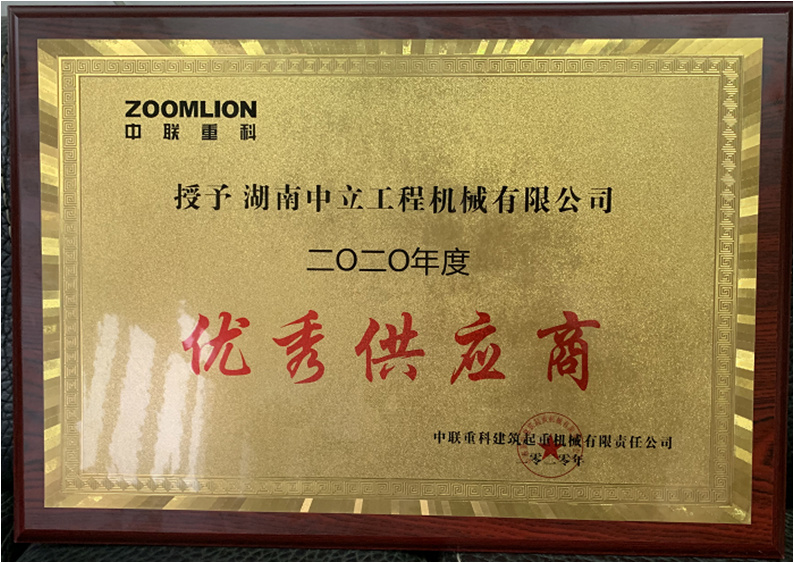 ZOOMLION
中联重科
授予 湖南中立工程机械有限公司
二〇二〇年度
优秀供应商
中联重科建筑起重机械有限责任公司
二零二零年